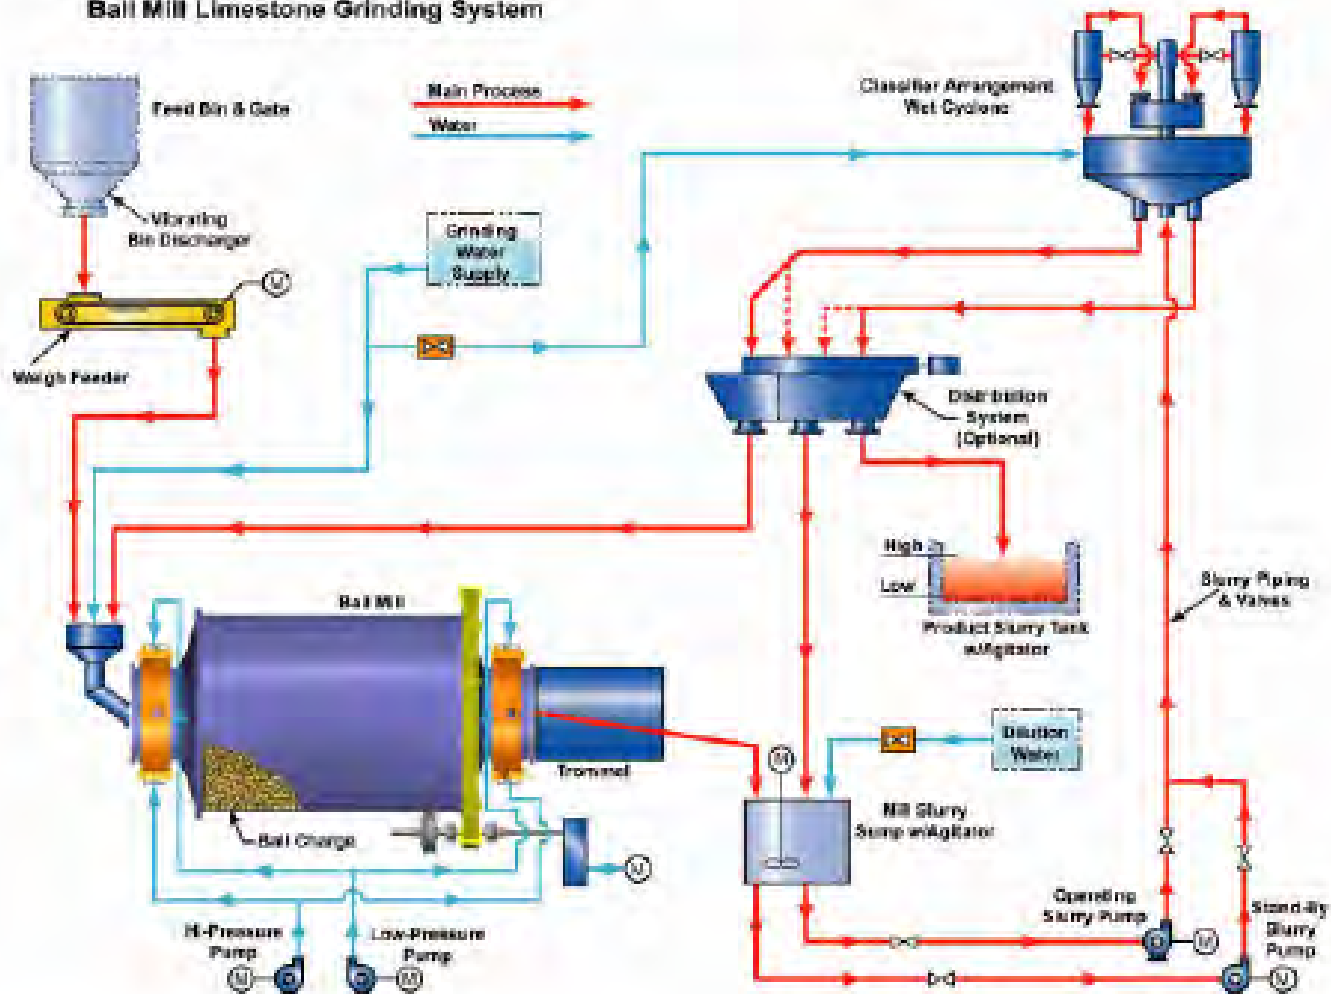 Ball Mill Limestone Grinding System
Feed Bin & Gate
Main Process
Water
Classifier Arrangement
Wet Cyclone
Vibrating
Bin Discharger
Grinding
Water
Supply
M
Weigh Feeder
Distribution
System
(Optional)
High
Low
Product Slurry Tank
w/Agitator
Slurry Piping
& Valves
Ball Mill
Dilution
Water
M
Trommel
Mill Slurry
Sump w/Agitator
Ball Charge
M
Operating
Slurry Pump
M
Stand-By
Slurry
Pump
M
Hi-Pressure
Pump
M
Low-Pressure
Pump
M